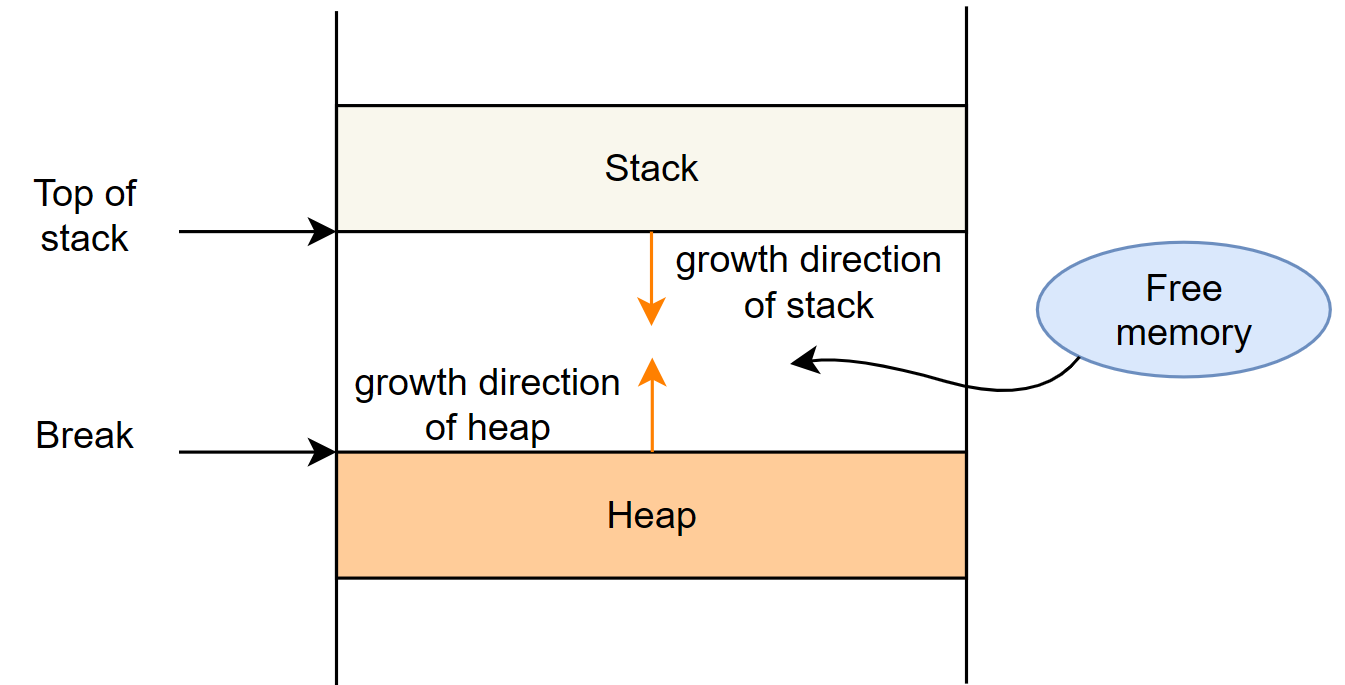 Stack
Top of
stack
growth direction
of stack
Free
memory
growth direction
of heap
Break
Heap